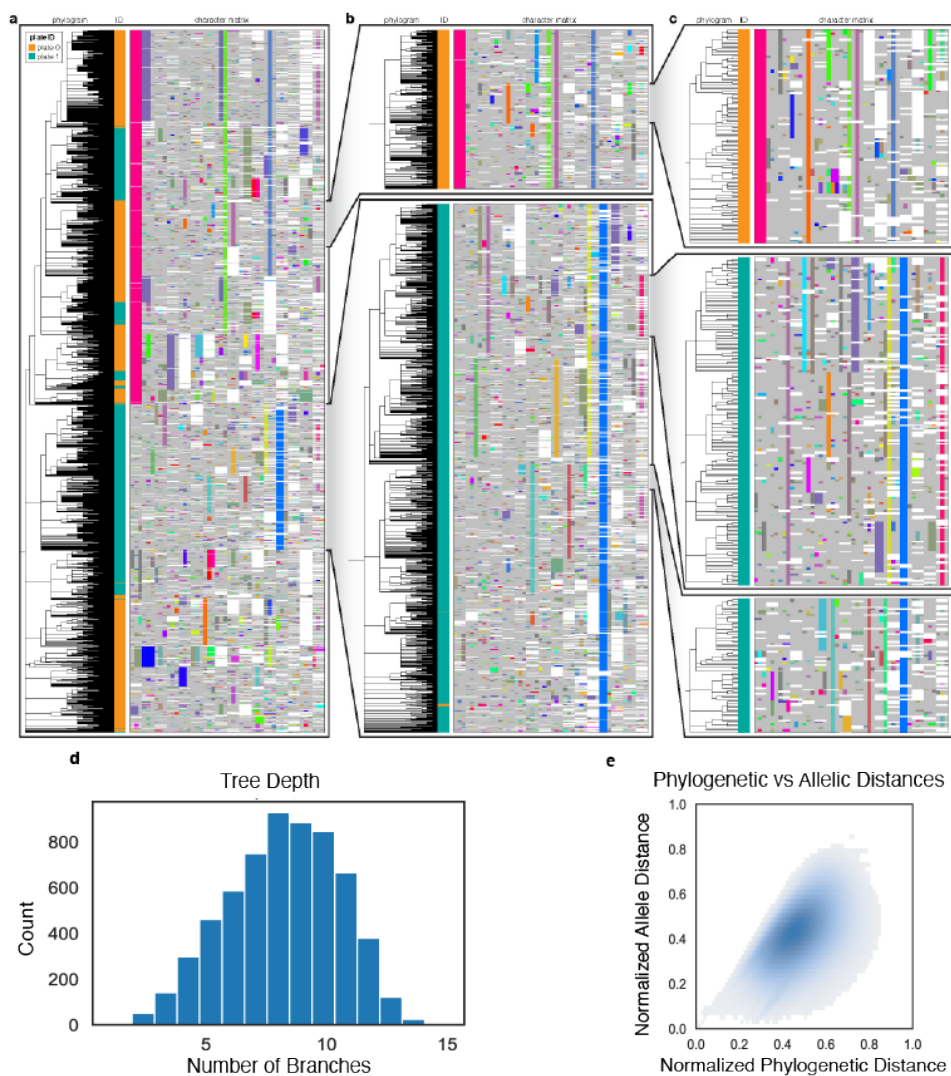 a
b
c
phylogram ID character matrix
phylogram ID character matrix
phylogram ID character matrix
plate ID
plate 0
plate 1
d
e
Tree Depth
Count
800
600
400
200
0
5 10 15
Number of Branches
Phylogenetic vs Allelic Distances
Normalized Allele Distance
1.0
0.8
0.6
0.4
0.2
0.0
0.0 0.2 0.4 0.6 0.8 1.0
Normalized Phylogenetic Distance